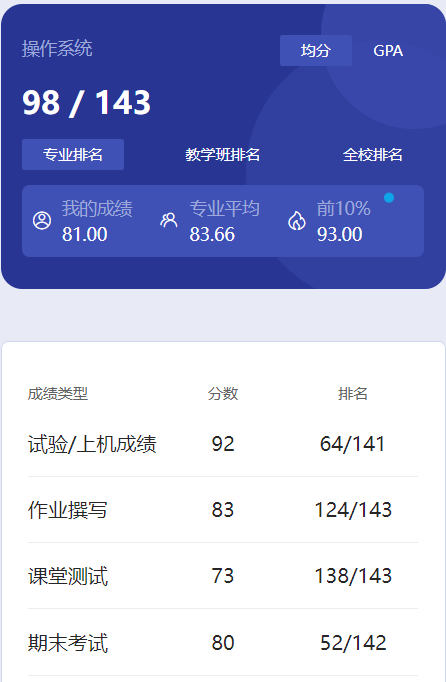 操作系统 均分 GPA
98 / 143
专业排名 教学班排名 全校排名
我的成绩 专业平均 前10%
81.00 83.66 93.00
成绩类型 分数 排名
试验/上机成绩 92 64/141
作业撰写 83 124/143
课堂测试 73 138/143
期末考试 80 52/142